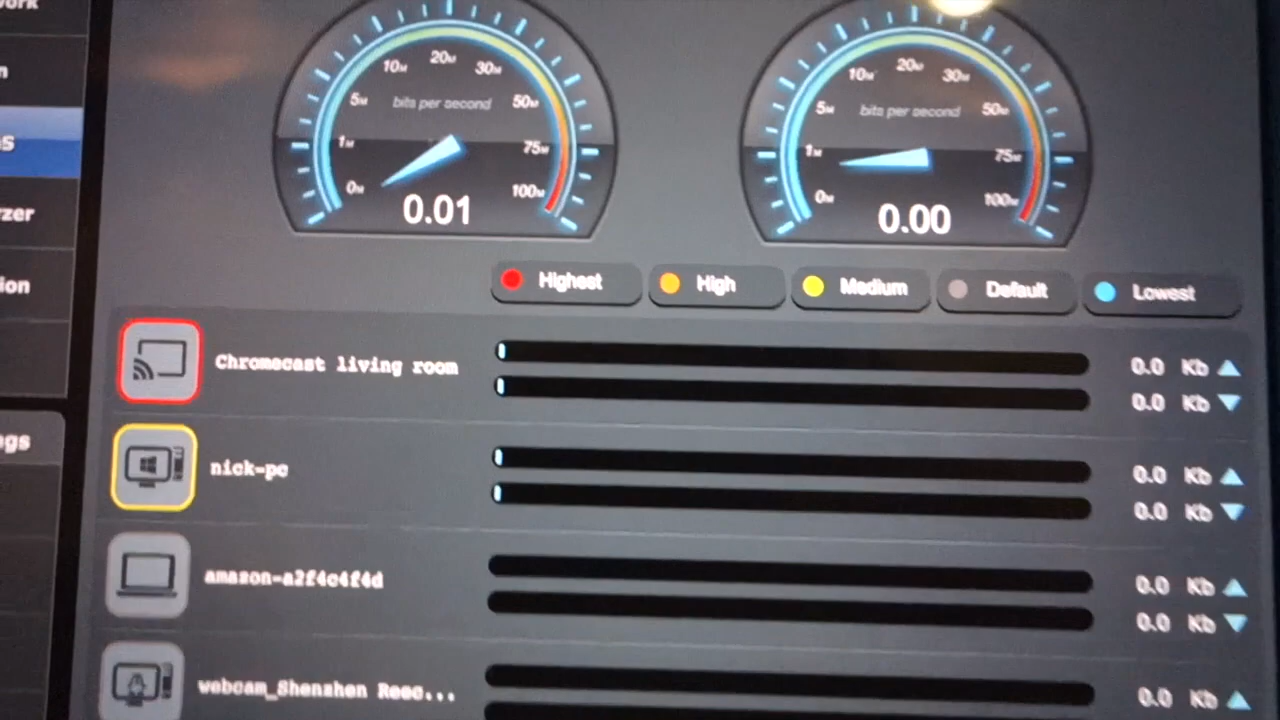 ork
n
s
zer
ion
gs
0M 1M 5M 10M 20M 30M 50M 75M 100M
bits per second
0.01
0M 1M 5M 10M 20M 30M 50M 75M 100M
bits per second
0.00
Highest High Medium Default Lowest
Chromecast living room 0.0 Kb
0.0 Kb
nick-pc 0.0 Kb
0.0 Kb
amazon-a2f4c4f4d 0.0 Kb
0.0 Kb
webcam_Shenzhen Reec... 0.0 Kb